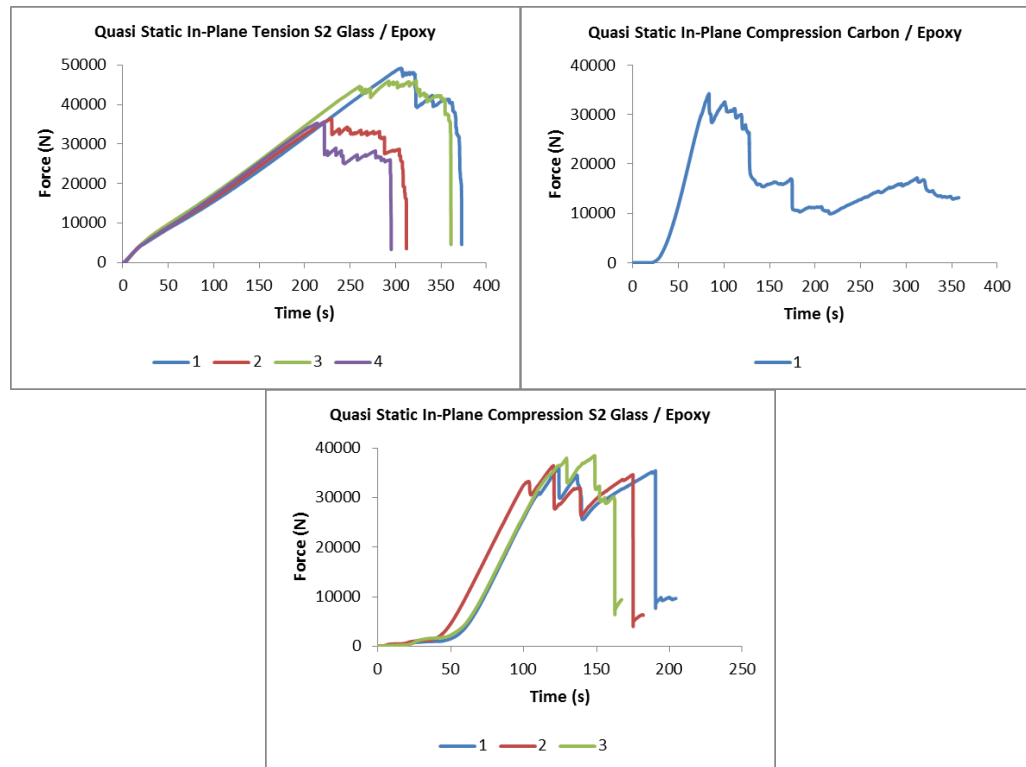 Quasi Static In-Plane Tension S2 Glass / Epoxy
50000
40000
30000
20000
10000
0
Force (N)
0 50 100 150 200 250 300 350 400
Time (s)
1 2 3 4
Quasi Static In-Plane Compression Carbon / Epoxy
40000
30000
20000
10000
0
Force (N)
0 50 100 150 200 250 300 350 400
Time (s)
1
Quasi Static In-Plane Compression S2 Glass / Epoxy
40000
30000
20000
10000
0
Force (N)
0 50 100 150 200 250
Time (s)
1 2 3